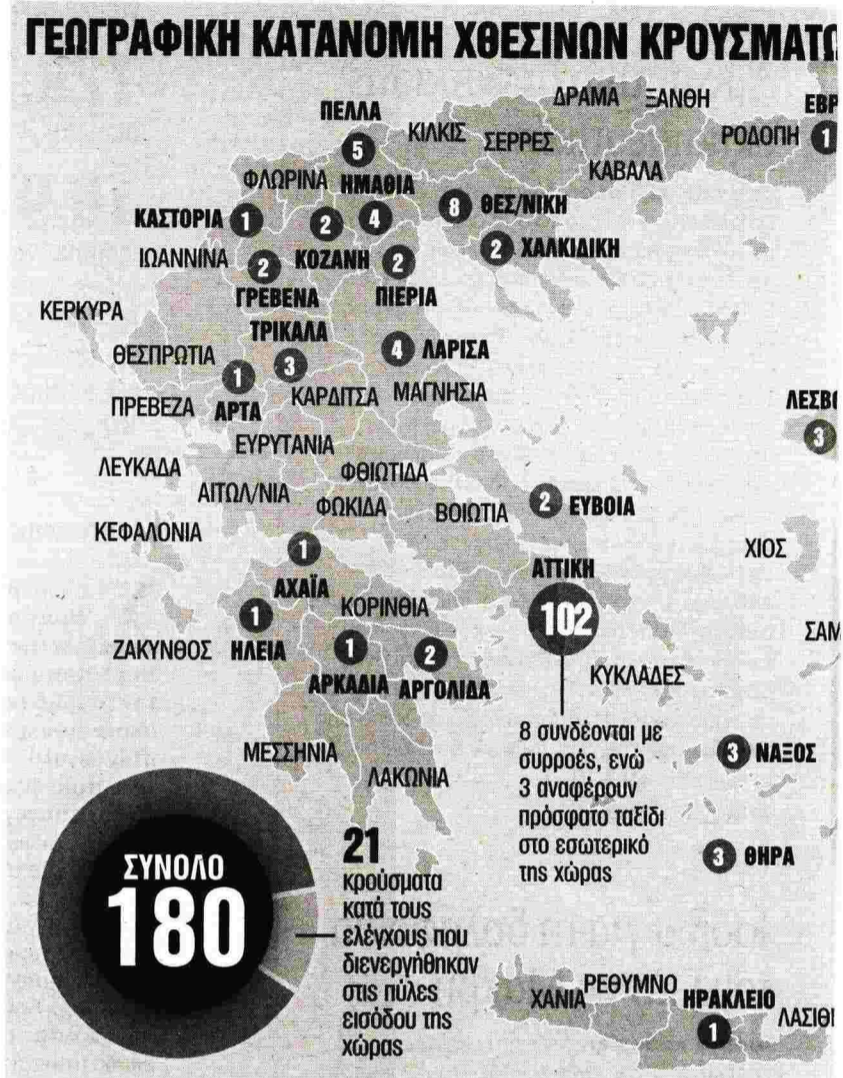 ΓΕΩΓΡΑΦΙΚΗ ΚΑΤΑΝΟΜΗ ΧΘΕΣΙΝΩΝ ΚΡΟΥΣΜΑΤΩ
ΔΡΑΜΑ ΞΑΝΘΗ
ΕΒΡ
ΠΕΛΛΑ
ΚΙΛΚΙΣ
ΣΕΡΡΕΣ
ΡΟΔΟΠΗ
1
5
ΚΑΒΑΛΑ
ΦΛΩΡΙΝΑ
ΗΜΑΘΙΑ
8
ΘΕΣ/ΝΙΚΗ
ΚΑΣΤΟΡΙΑ
1
2
4
2
ΧΑΛΚΙΔΙΚΗ
ΙΩΑΝΝΙΝΑ
2
ΚΟΖΑΝΗ
2
ΓΡΕΒΕΝΑ
ΠΙΕΡΙΑ
ΚΕΡΚΥΡΑ
ΤΡΙΚΑΛΑ
4
ΛΑΡΙΣΑ
ΘΕΣΠΡΩΤΙΑ
1
3
ΚΑΡΔΙΤΣΑ
ΜΑΓΝΗΣΙΑ
ΠΡΕΒΕΖΑ
ΑΡΤΑ
ΛΕΣΒ
3
ΕΥΡΥΤΑΝΙΑ
ΛΕΥΚΑΔΑ
ΦΘΙΩΤΙΔΑ
ΑΙΤΩΛ/ΝΙΑ
ΦΩΚΙΔΑ
ΒΟΙΩΤΙΑ
2
ΕΥΒΟΙΑ
ΚΕΦΑΛΟΝΙΑ
1
ΧΙΟΣ
ΑΧΑΪΑ
ΑΤΤΙΚΗ
102
ΚΟΡΙΝΘΙΑ
1
ΖΑΚΥΝΘΟΣ
ΗΛΕΙΑ
1
2
ΣΑΜ
ΑΡΚΑΔΙΑ
ΑΡΓΟΛΙΔΑ
ΚΥΚΛΑΔΕΣ
ΜΕΣΣΗΝΙΑ
ΛΑΚΩΝΙΑ
8 συνδέονται με
συρροές, ενώ
3 αναφέρουν
πρόσφατο ταξίδι
στο εσωτερικό
της χώρας
3
ΝΑΞΟΣ
3
ΘΗΡΑ
ΣΥΝΟΛΟ
180
21
κρούσματα
κατά τους
ελέγχους που
διενεργήθηκαν
στις πύλες
εισόδου της
χώρας
ΧΑΝΙΑ
ΡΕΘΥΜΝΟ
ΗΡΑΚΛΕΙΟ
1
ΛΑΣΙΘΙ